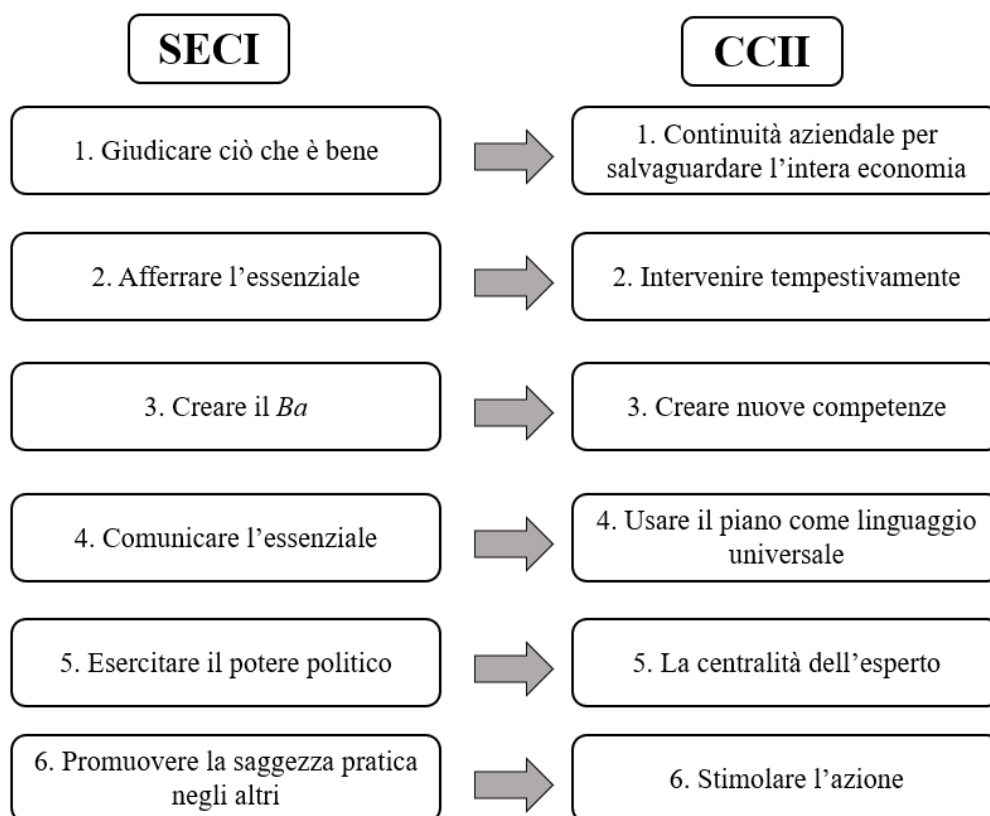 SECI
CCII
1. Giudicare ciò che è bene
1. Continuità aziendale per
salvaguardare l’intera economia
2. Afferrare l’essenziale
2. Intervenire tempestivamente
3. Creare il Ba
3. Creare nuove competenze
4. Comunicare l’essenziale
4. Usare il piano come linguaggio
universale
5. Esercitare il potere politico
5. La centralità dell’esperto
6. Promuovere la saggezza pratica
negli altri
6. Stimolare l’azione